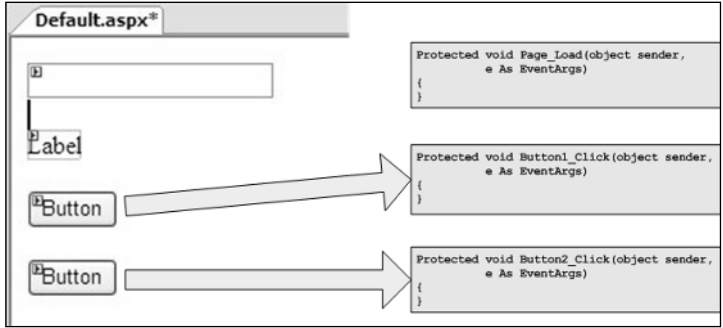 Default.aspx*
Label
Button
Button
Protected void Page_Load(object sender,
e As EventArgs)
{
}
Protected void Button1_Click(object sender,
e As EventArgs)
{
}
Protected void Button2_Click(object sender,
e As EventArgs)
{
}